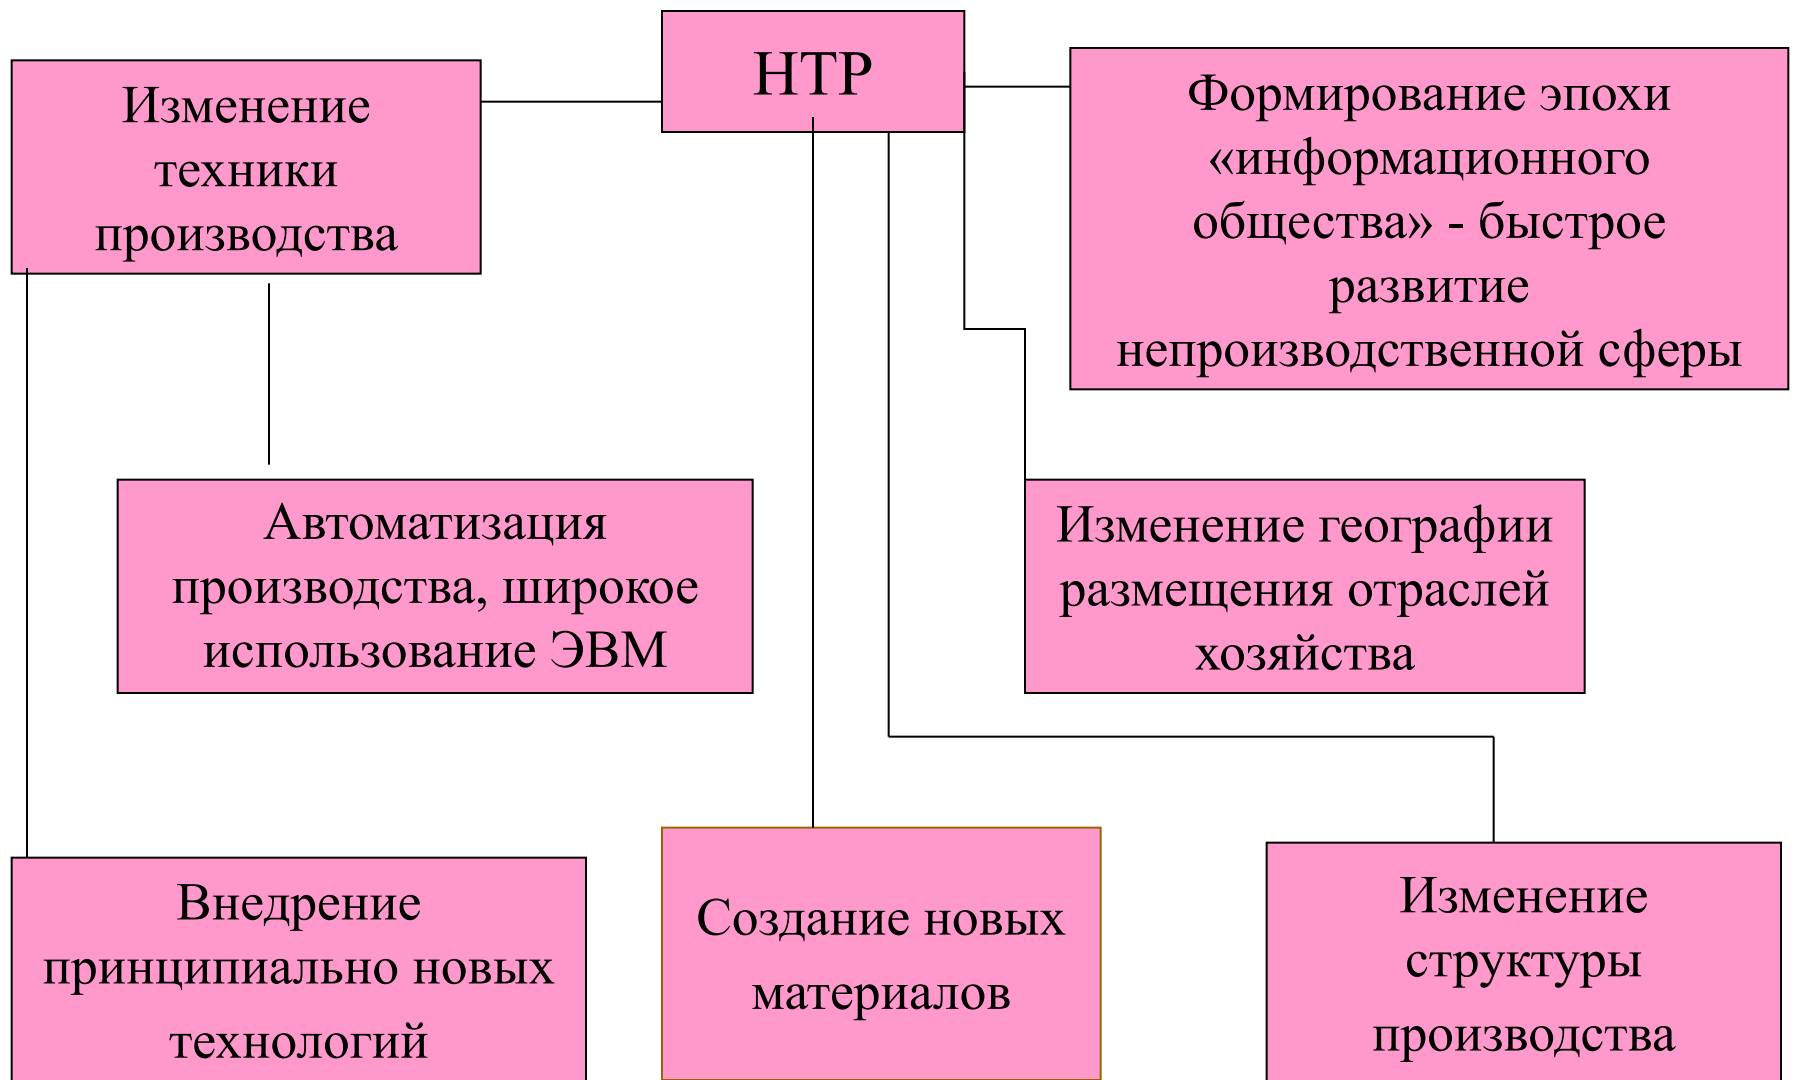 НТР
Изменение
техники
производства
Формирование эпохи
«информационного
общества» - быстрое
развитие
непроизводственной сферы
Автоматизация
производства, широкое
использование ЭВМ
Изменение географии
размещения отраслей
хозяйства
Внедрение
принципиально новых
технологий
Создание новых
материалов
Изменение
структуры
производства